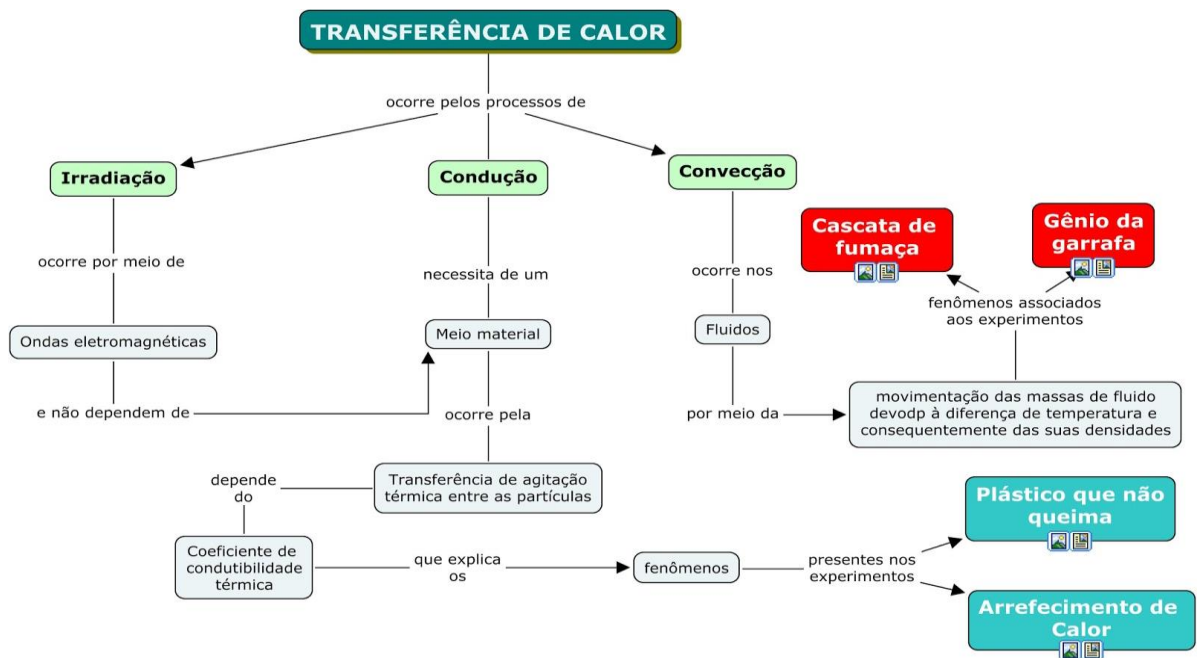 TRANSFERÊNCIA DE CALOR
ocorre pelos processos de
Irradiação
Condução
Convecção
ocorre por meio de
necessita de um
ocorre nos
Cascata de
fumaça
Gênio da
garrafa
fenômenos associados
aos experimentos
Ondas eletromagnéticas
Meio material
Fluidos
e não dependem de
ocorre pela
por meio da
movimentação das massas de fluido
devodp à diferença de temperatura e
consequentemente das suas densidades
Transferência de agitação
térmica entre as partículas
depende
do
Coeficiente de
condutibilidade
térmica
que explica
os
fenômenos
presentes nos
experimentos
Plástico que não
queima
Arrefecimento de
Calor